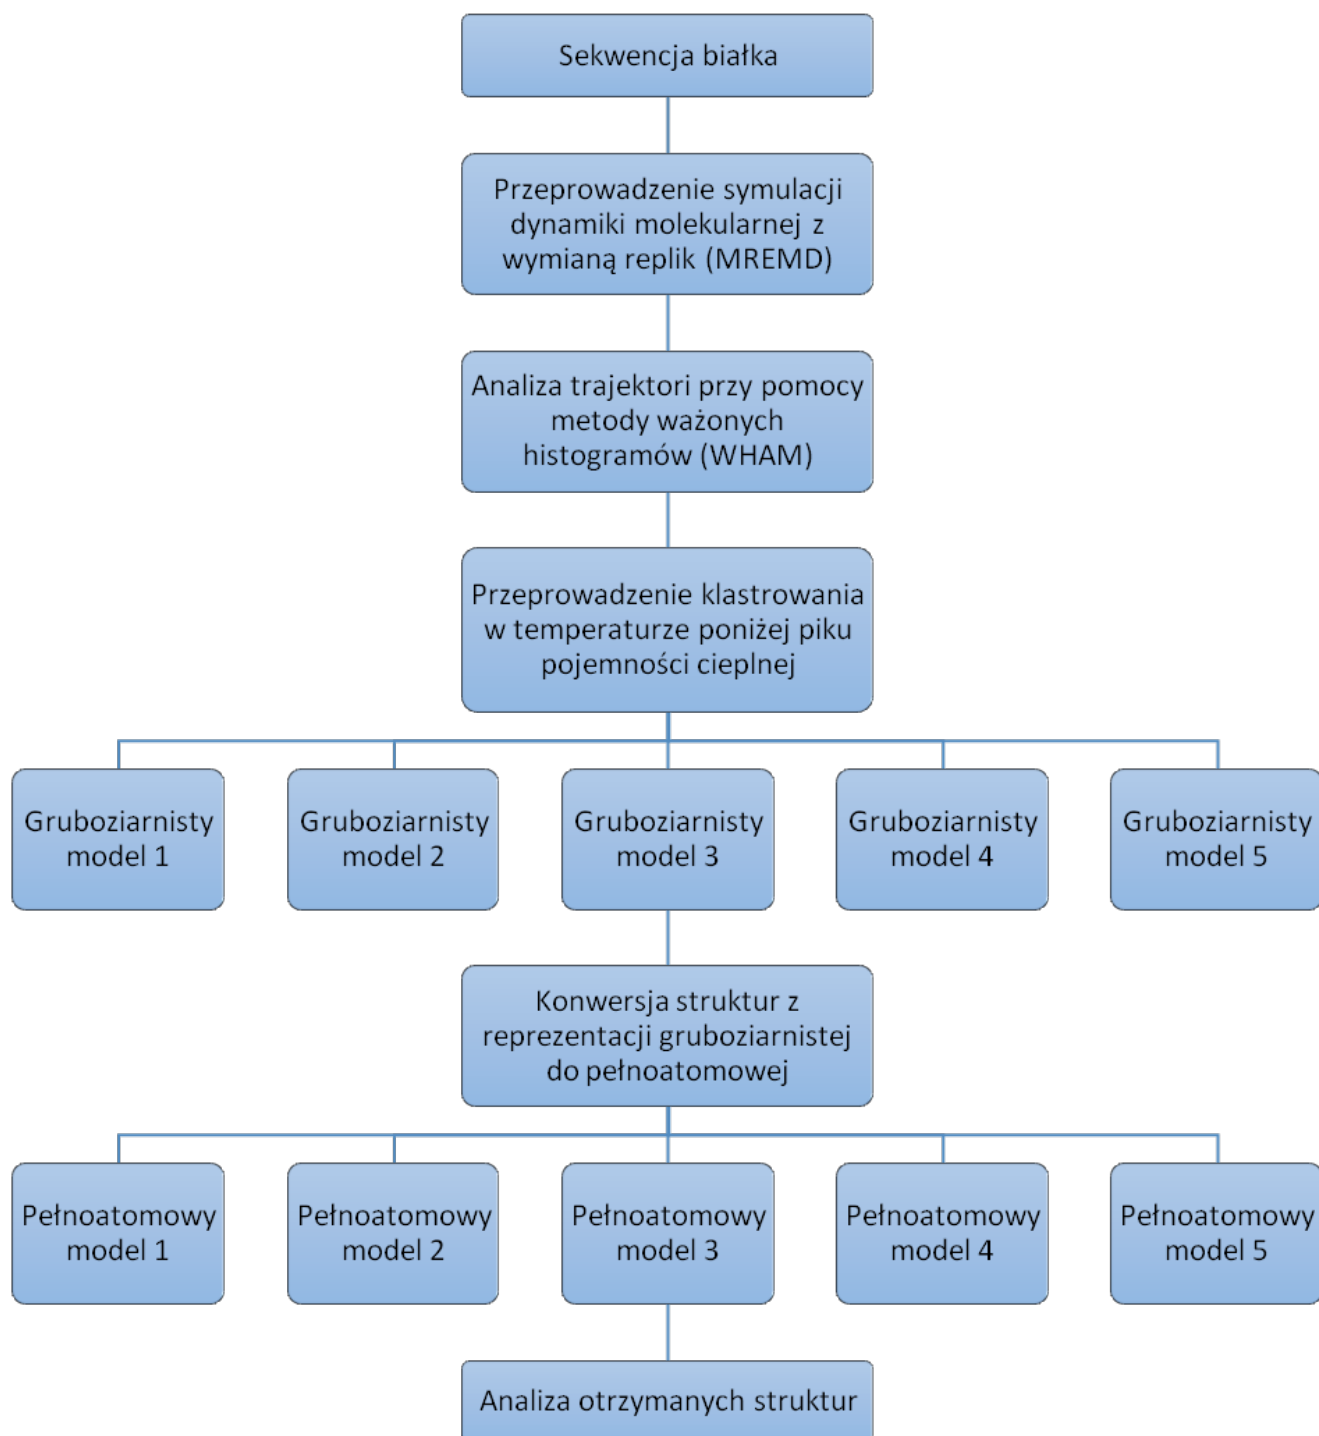 Sekwencja białka
Przeprowadzenie symulacji
dynamiki molekularnej z
wymianą replik (MREMD)
Analiza trajektori przy pomocy
metody ważonych
histogramów (WHAM)
Przeprowadzenie klastrowania
w temperaturze poniżej piku
pojemności cieplnej
Gruboziarnisty
model 1
Gruboziarnisty
model 2
Gruboziarnisty
model 3
Gruboziarnisty
model 4
Gruboziarnisty
model 5
Konwersja struktur z
reprezentacji gruboziarnistej
do pełnoatomowej
Pełnoatomowy
model 1
Pełnoatomowy
model 2
Pełnoatomowy
model 3
Pełnoatomowy
model 4
Pełnoatomowy
model 5
Analiza otrzymanych struktur